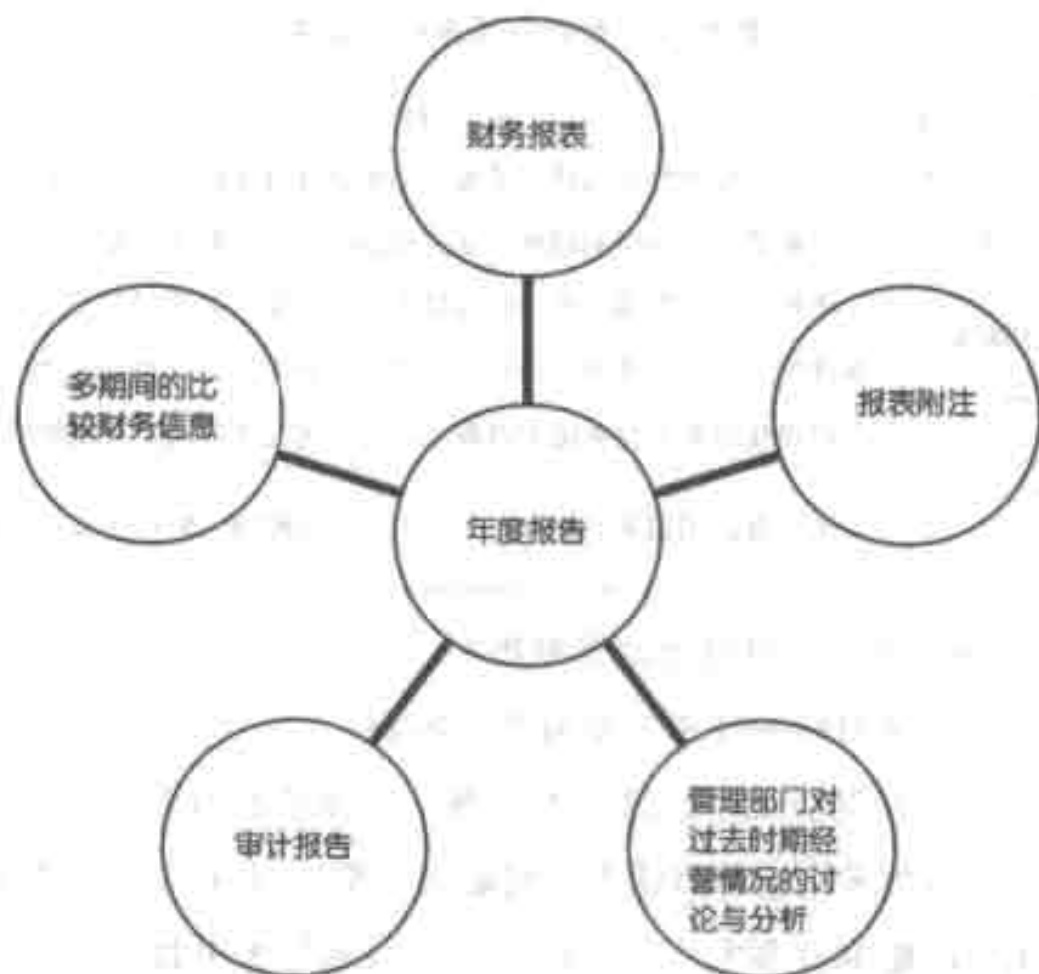 财务报表
多期间的比
较财务信息
报表附注
年度报告
审计报告
管理部门对
过去时期经
营情况的讨
论与分析